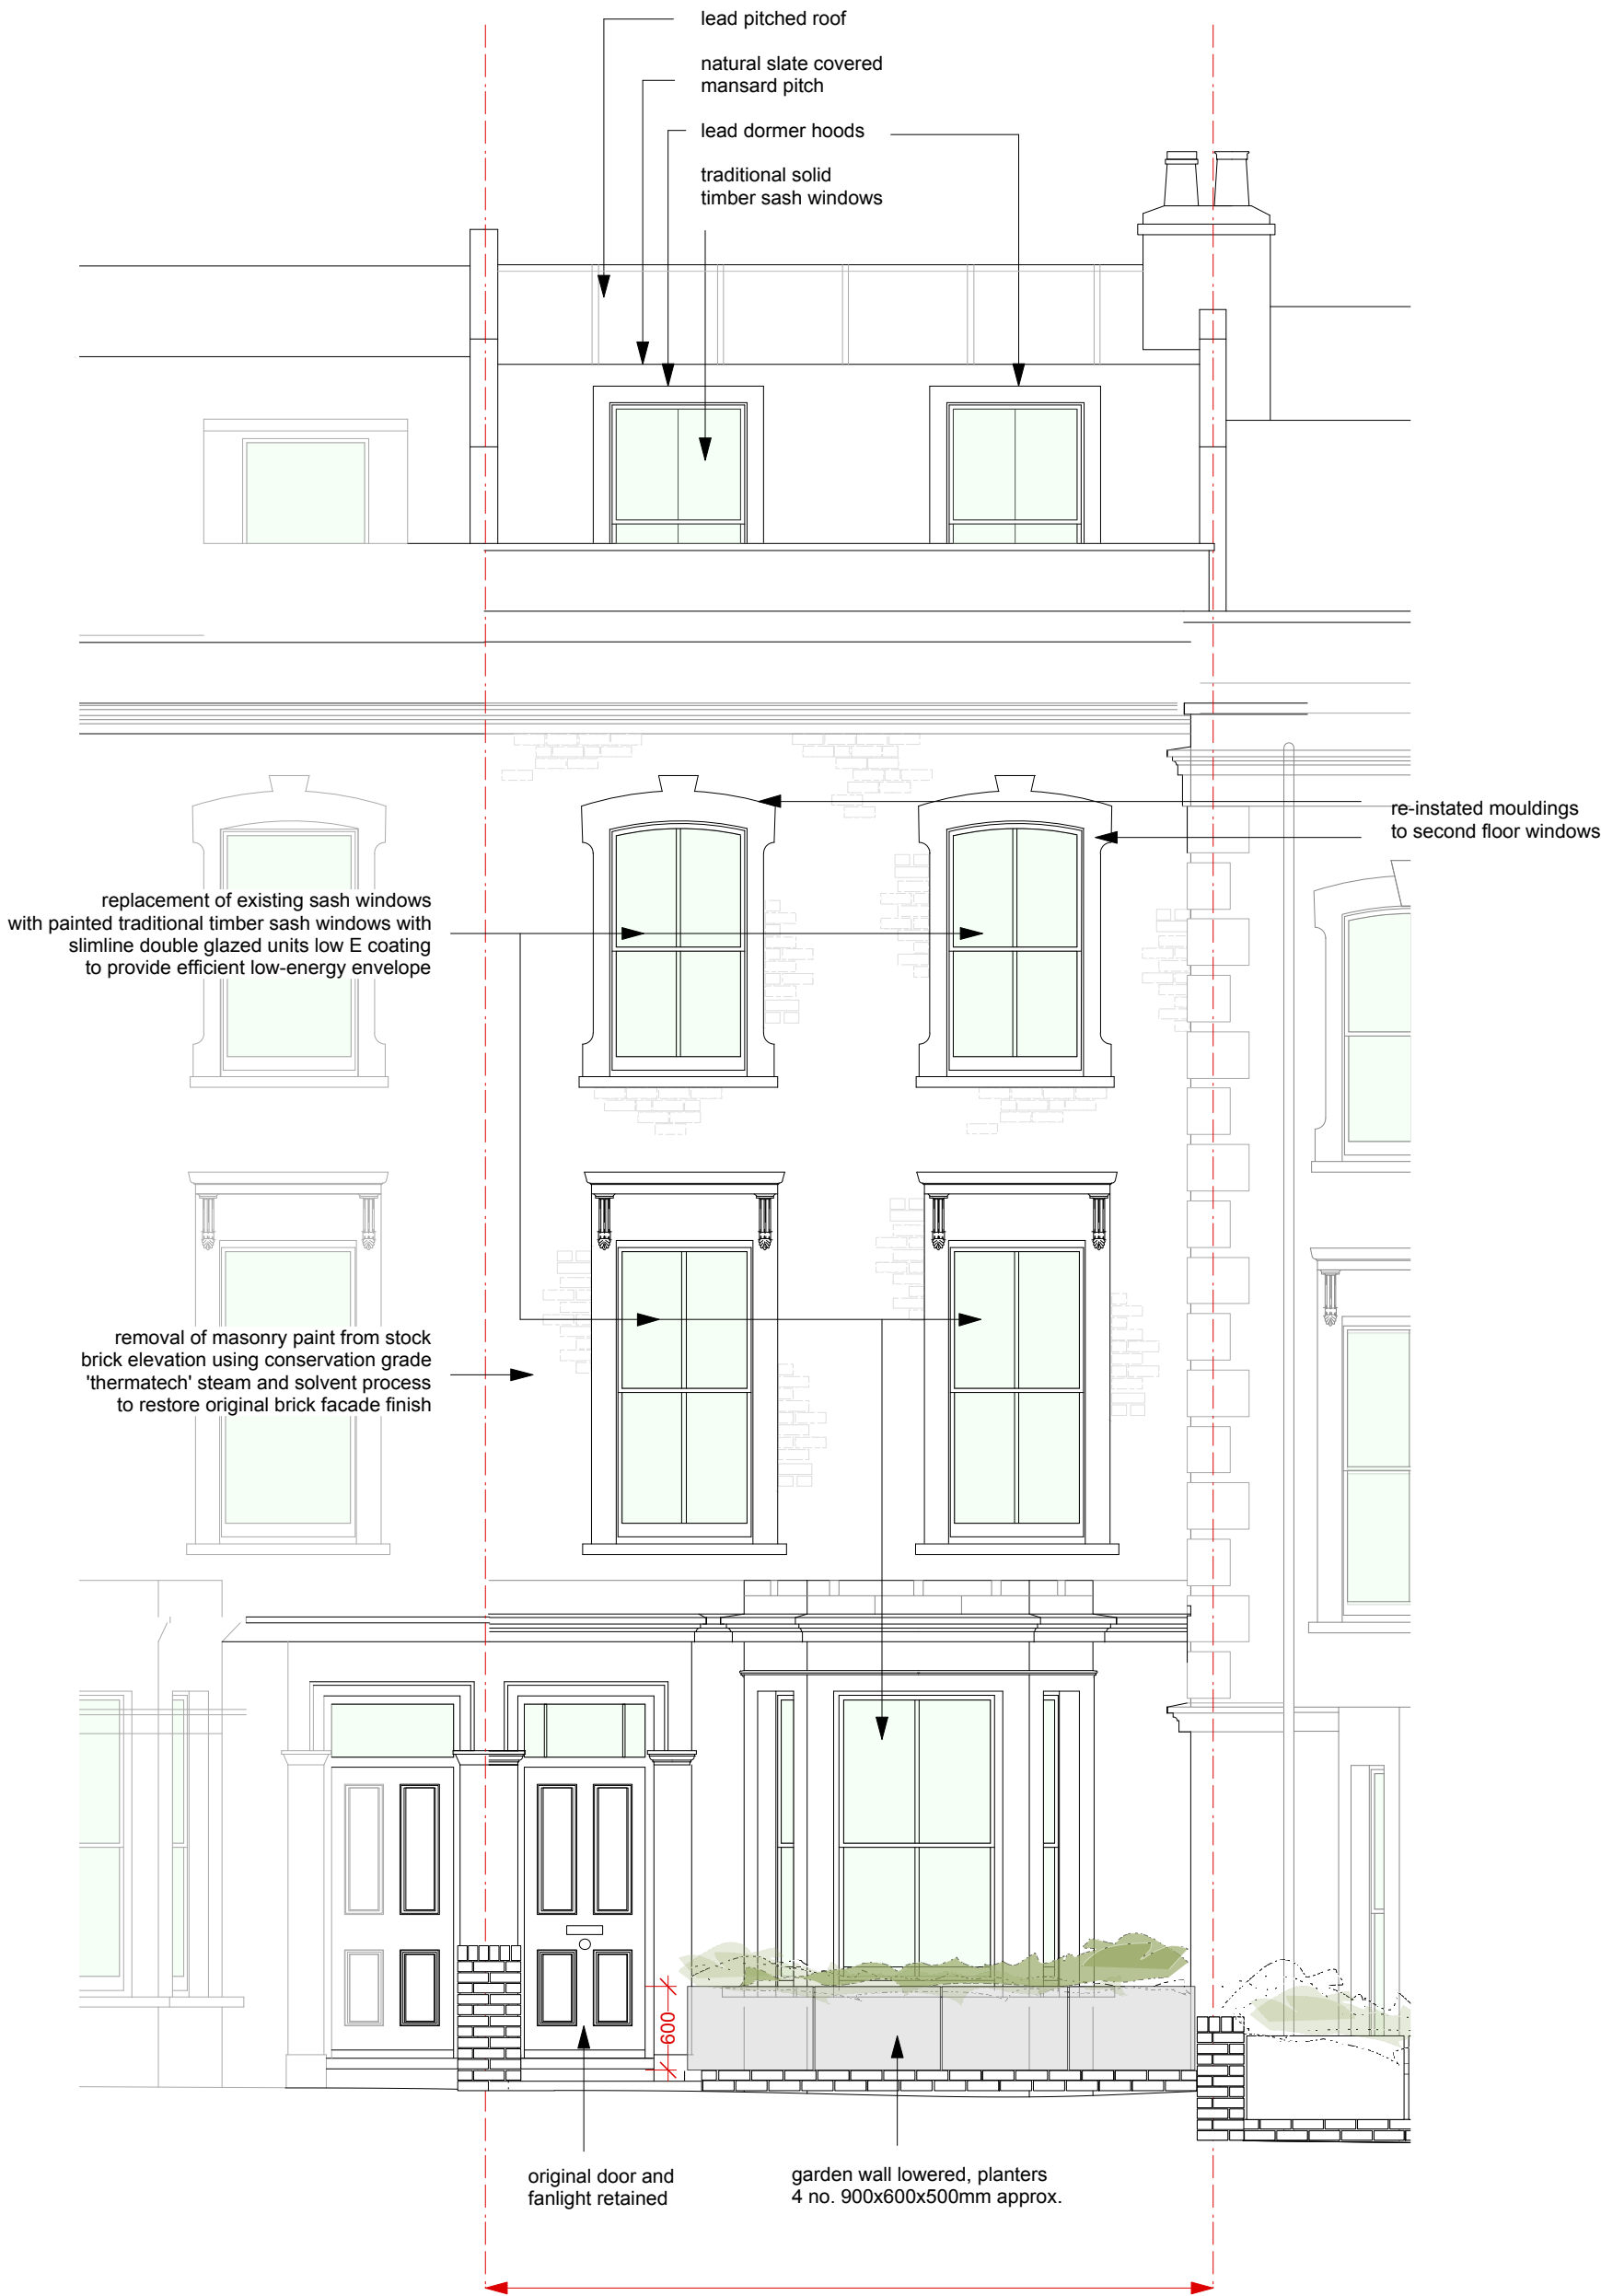 lead pitched roof
natural slate covered
mansard pitch
lead dormer hoods
traditional solid
timber sash windows
re-instated mouldings
to second floor windows
replacement of existing sash windows
with painted traditional timber sash windows with
slimline double glazed units low E coating
to provide efficient low-energy envelope
removal of masonry paint from stock
brick elevation using conservation grade
'thermatech' steam and solvent process
to restore original brick facade finish
600
original door and
fanlight retained
garden wall lowered, planters
4 no. 900x600x500mm approx.